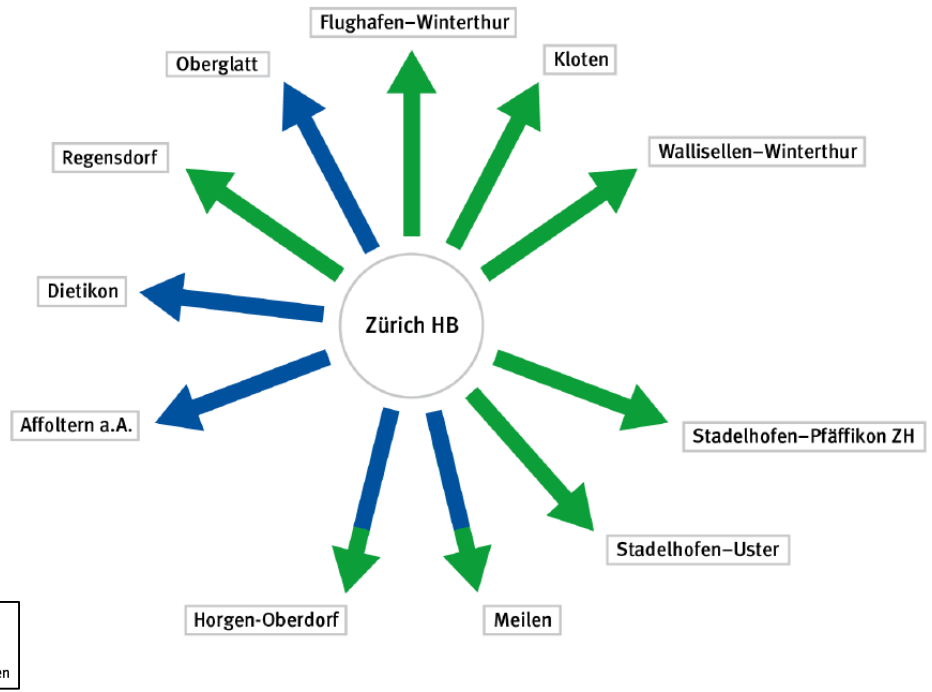 Flughafen–Winterthur
Oberglatt
Kloten
Regensdorf
Wallisellen–Winterthur
Dietikon
Zürich HB
Affoltern a.A.
Stadelhofen–Pfäffikon ZH
Stadelhofen–Uster
Horgen-Oberdorf
Meilen